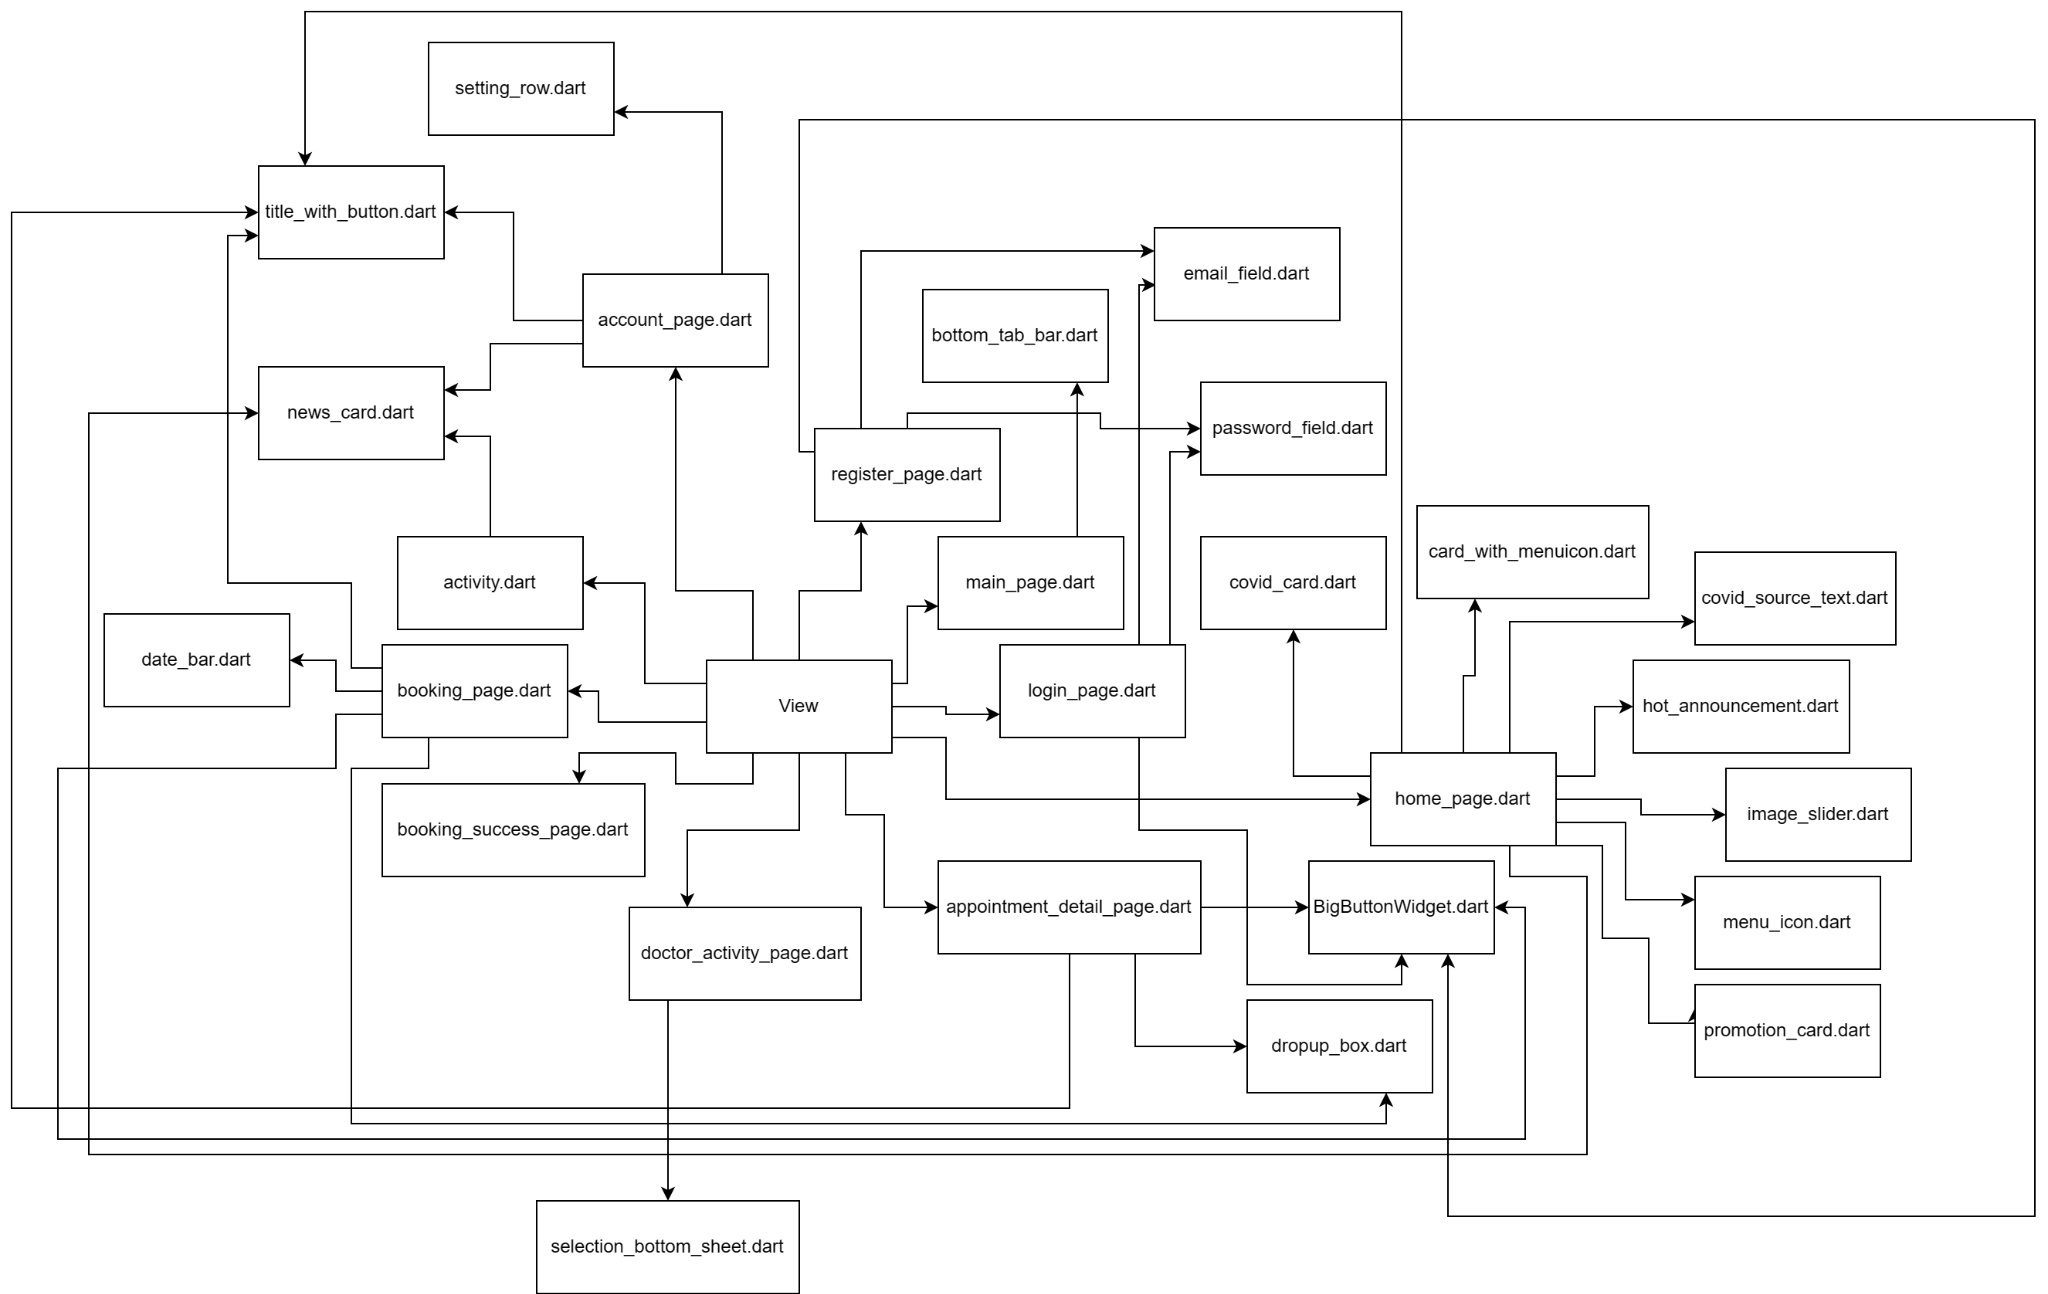 setting_row.dart
title_with_button.dart
email_field.dart
account_page.dart
bottom_tab_bar.dart
news_card.dart
password_field.dart
register_page.dart
card_with_menuicon.dart
activity.dart
main_page.dart
covid_card.dart
covid_source_text.dart
date_bar.dart
booking_page.dart
View
login_page.dart
hot_announcement.dart
home_page.dart
image_slider.dart
booking_success_page.dart
appointment_detail_page.dart
BigButtonWidget.dart
menu_icon.dart
doctor_activity_page.dart
dropup_box.dart
promotion_card.dart
selection_bottom_sheet.dart